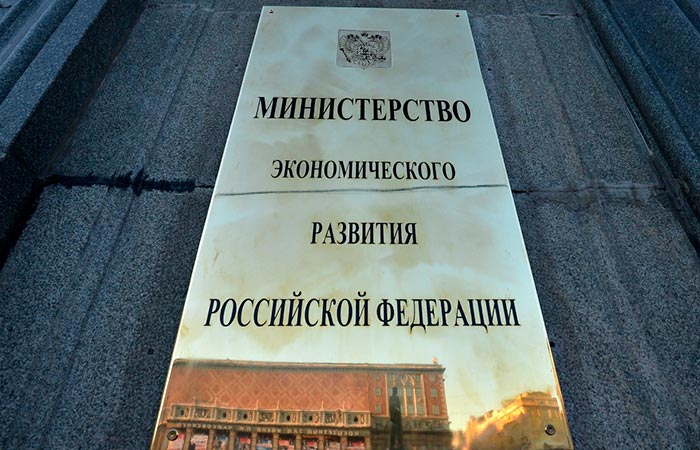 МИНИСТЕРСТВО
ЭКОНОМИЧЕСКОГО
РАЗВИТИЯ
РОССИЙСКОЙ ФЕДЕРАЦИИ